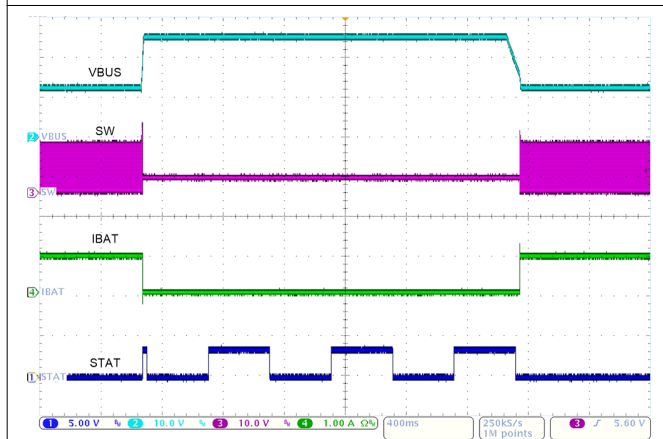 VBUS
2 VBUS
SW
3 SW
IBAT
4 IBAT
STAT
1 STAT
1 5.00 V 2 10.0 V 3 10.0 V 4 1.00 A Ω 400ms 250kS/s 3 5.60 V
1M points